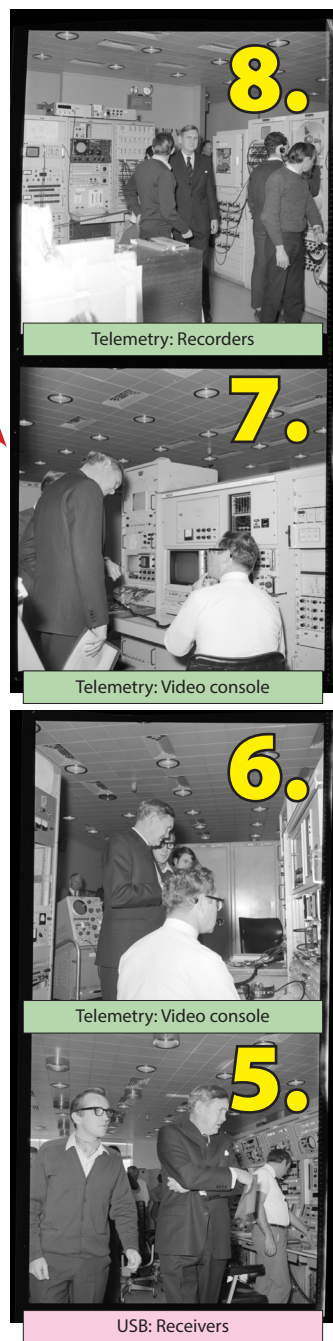 8.
Telemetry: Recorders
7.
Telemetry: Video console
6.
Telemetry: Video console
5.
USB: Receivers